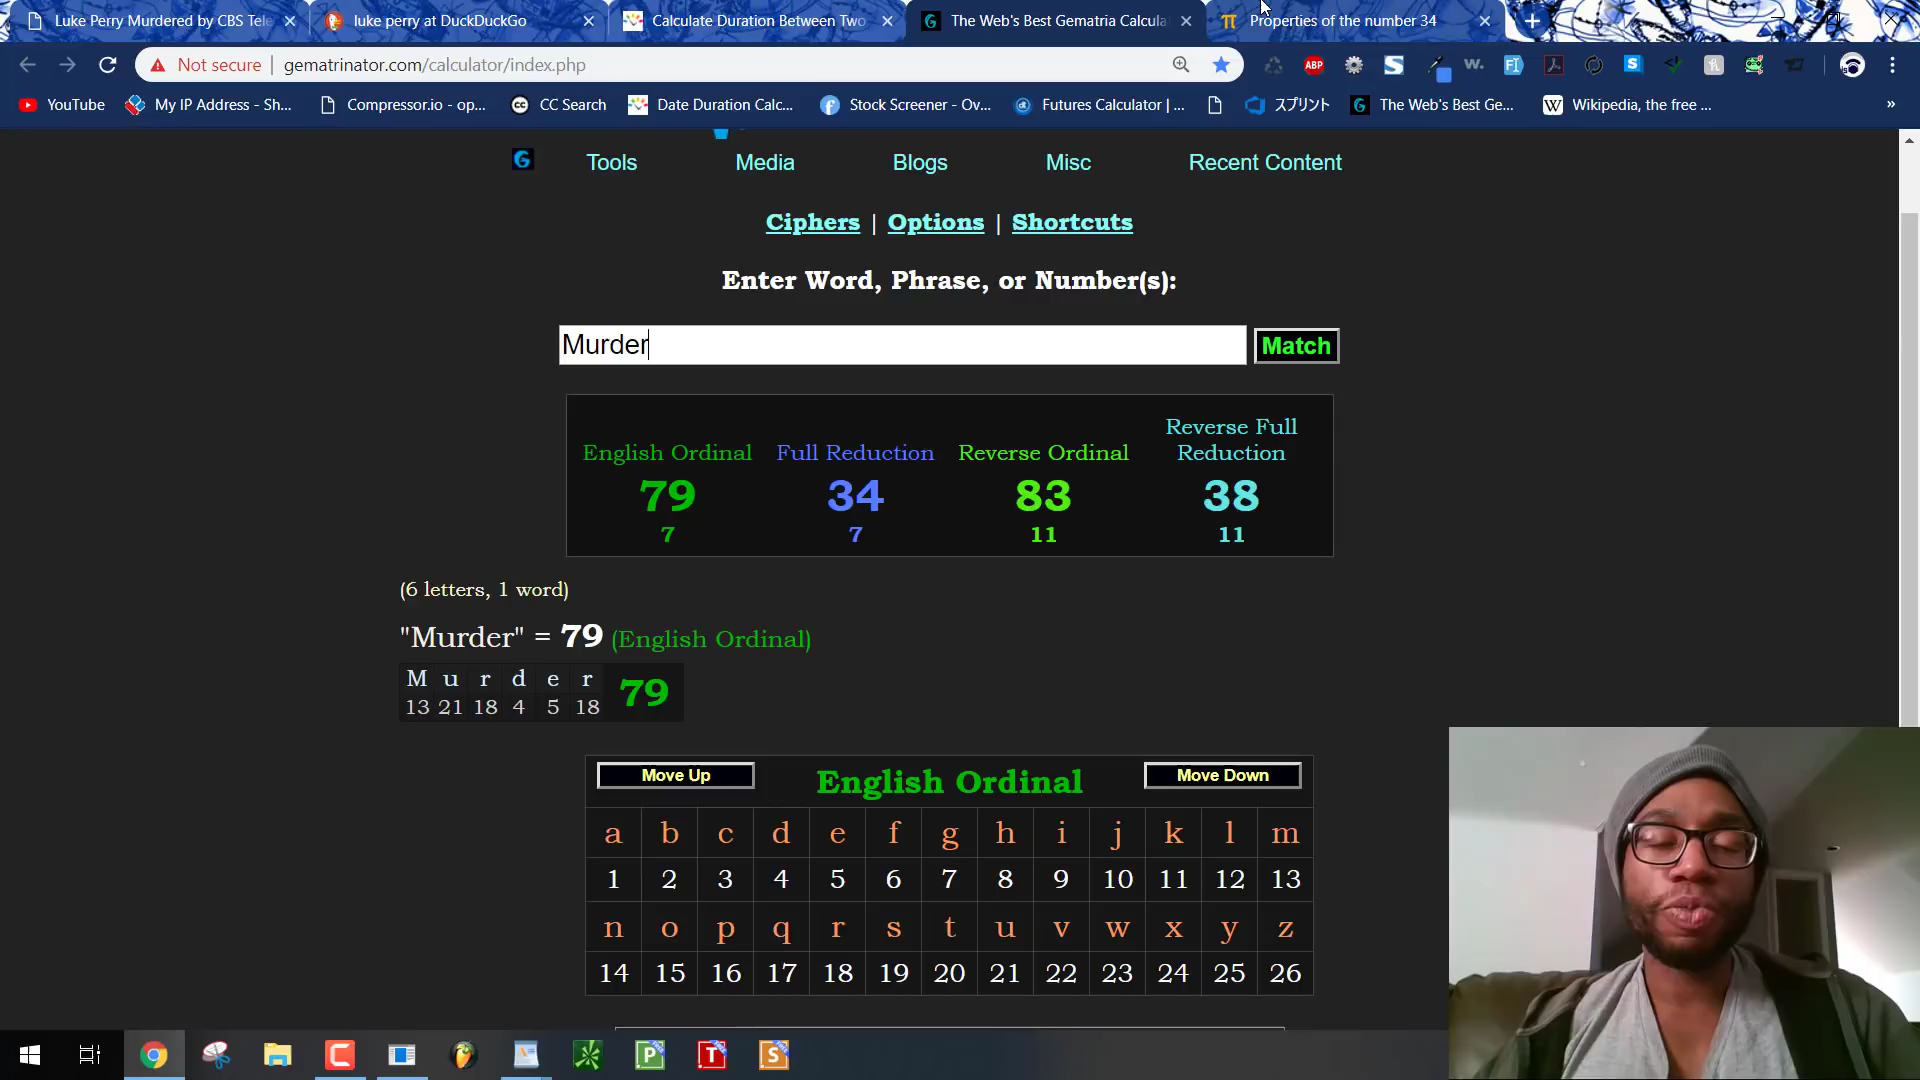 Luke Perry Murdered by CBS Tele
luke perry at DuckDuckGo
Calculate Duration Between Two
The Web's Best Gematria Calcula
Properties of the number 34
Not secure | gematrinator.com/calculator/index.php
YouTube
My IP Address - Sh...
Compressor.io - op...
CC Search
Date Duration Calc...
Stock Screener - Ov...
Futures Calculator | ...
スプリント
The Web's Best Ge...
Wikipedia, the free ...
»
Tools Media Blogs Misc Recent Content
Ciphers | Options | Shortcuts
Enter Word, Phrase, or Number(s):
Murder
Match
English Ordinal Full Reduction Reverse Ordinal Reverse Full Reduction
79 34 83 38
7 7 11 11
(6 letters, 1 word)
"Murder" = 79 (English Ordinal)
M u r d e r
13 21 18 4 5 18
79
Move Up English Ordinal Move Down
a b c d e f g h i j k l m
1 2 3 4 5 6 7 8 9 10 11 12 13
n o p q r s t u v w x y z
14 15 16 17 18 19 20 21 22 23 24 25 26